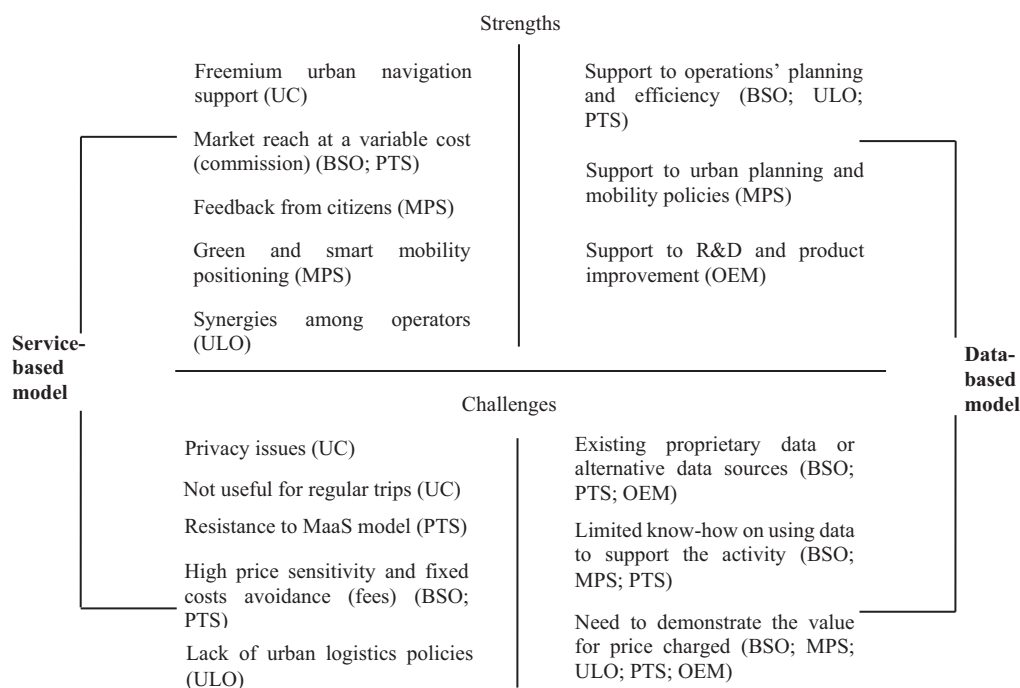 Strengths
Freemium urban navigation
support (UC)
Market reach at a variable cost
(commission) (BSO; PTS)
Feedback from citizens (MPS)
Green and smart mobility
positioning (MPS)
Synergies among operators
(ULO)
Support to operations’ planning
and efficiency (BSO; ULO;
PTS)
Support to urban planning and
mobility policies (MPS)
Support to R&D and product
improvement (OEM)
Service-
based
model
Data-
based
model
Challenges
Privacy issues (UC)
Not useful for regular trips (UC)
Resistance to MaaS model (PTS)
High price sensitivity and fixed
costs avoidance (fees) (BSO;
PTS)
Lack of urban logistics policies
(ULO)
Existing proprietary data or
alternative data sources (BSO;
PTS; OEM)
Limited know-how on using data
to support the activity (BSO;
MPS; PTS)
Need to demonstrate the value
for price charged (BSO; MPS;
ULO; PTS; OEM)